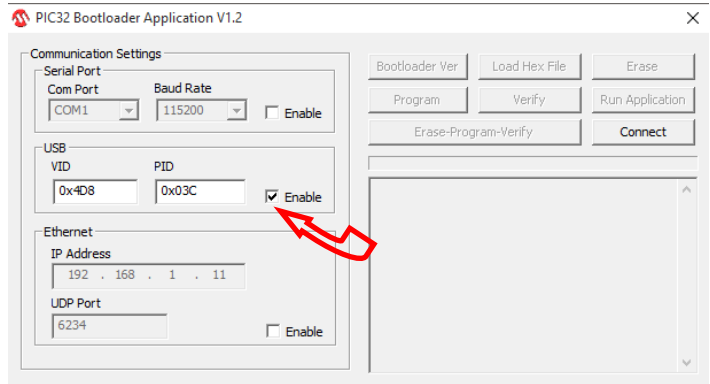 PIC32 Bootloader Application V1.2
Communication Settings
Serial Port
Com Port Baud Rate
COM1 115200 Enable
USB
VID PID
0x4D8 0x03C Enable
Ethernet
IP Address
192 . 168 . 1 . 11
UDP Port
6234 Enable
Bootloader Ver Load Hex File Erase
Program Verify Run Application
Erase-Program-Verify Connect